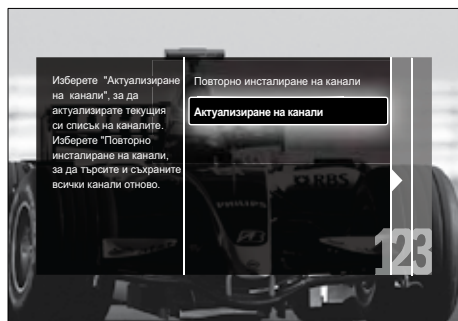 Изберете "Актуализиране
на канали", за да
актуализирате текущия
си списък на каналите.
Изберете "Повторно
инсталиране на канали,
за да търсите и съхраните
всички канали отново.
Повторно инсталиране на канали
Актуализиране на канали
RBS
PHILIPS
123